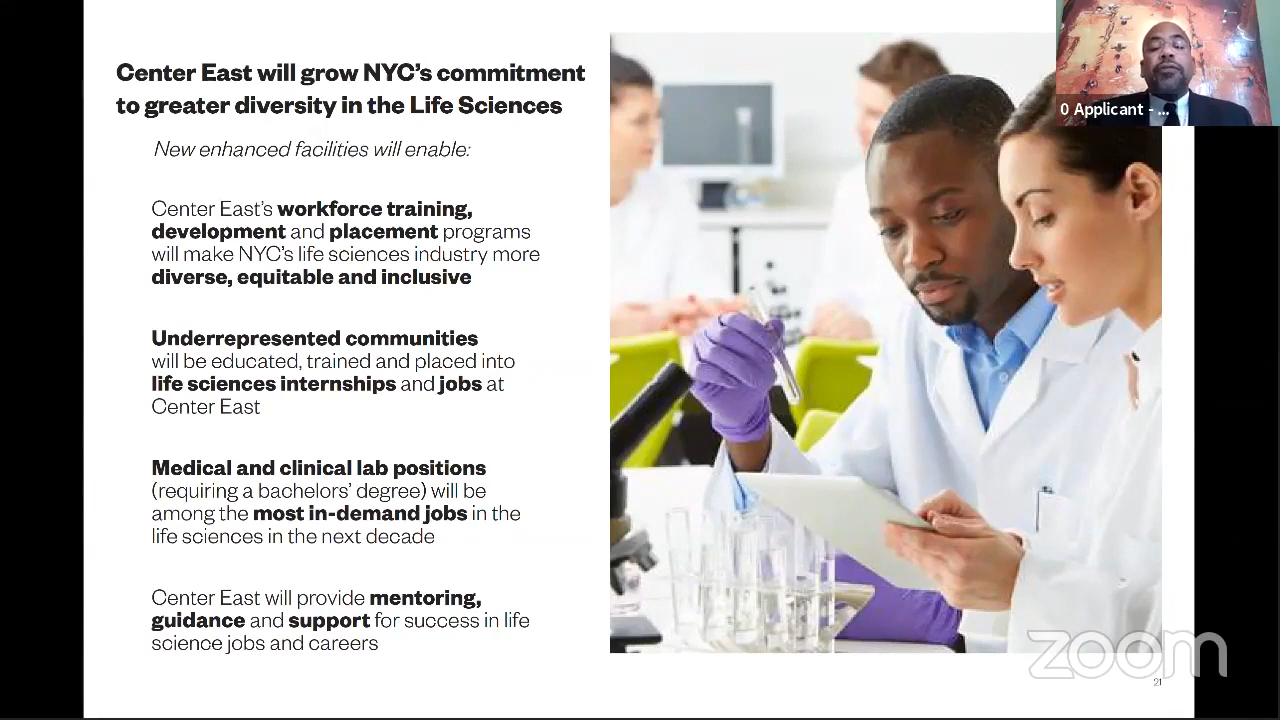 Center East will grow NYC's commitment
to greater diversity in the Life Sciences
New enhanced facilities will enable:
Center East's workforce training,
development and placement programs
will make NYC's life sciences industry more
diverse, equitable and inclusive
Underrepresented communities
will be educated, trained and placed into
life sciences internships and jobs at
Center East
Medical and clinical lab positions
(requiring a bachelors' degree) will be
among the most in-demand jobs in the
life sciences in the next decade
Center East will provide mentoring,
guidance and support for success in life
science jobs and careers
0 Applicant - ...
zoom
21